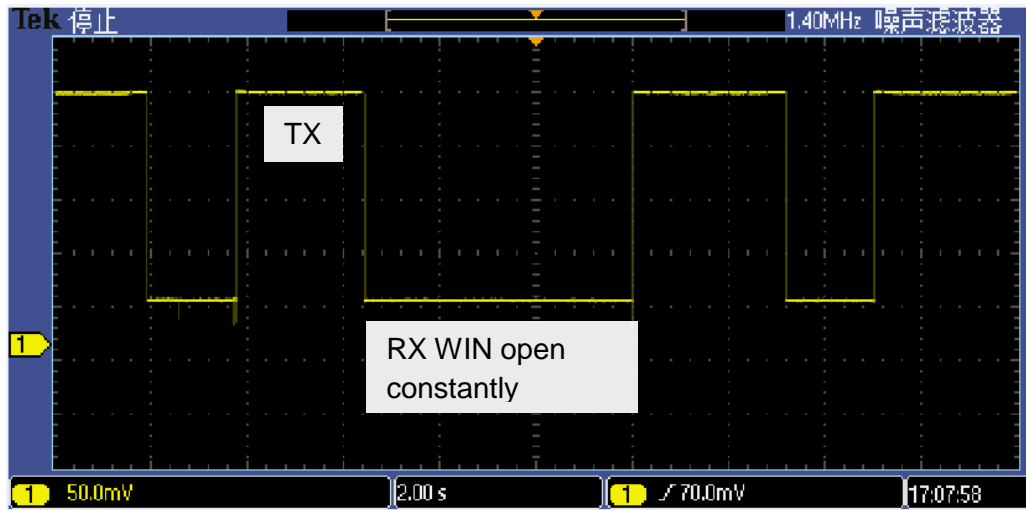 Tek 停止
1.40MHz 噪声滤波器
TX
1
RX WIN open
constantly
1 50.0mV 2.00 s 1 / 70.0mV 17:07:58